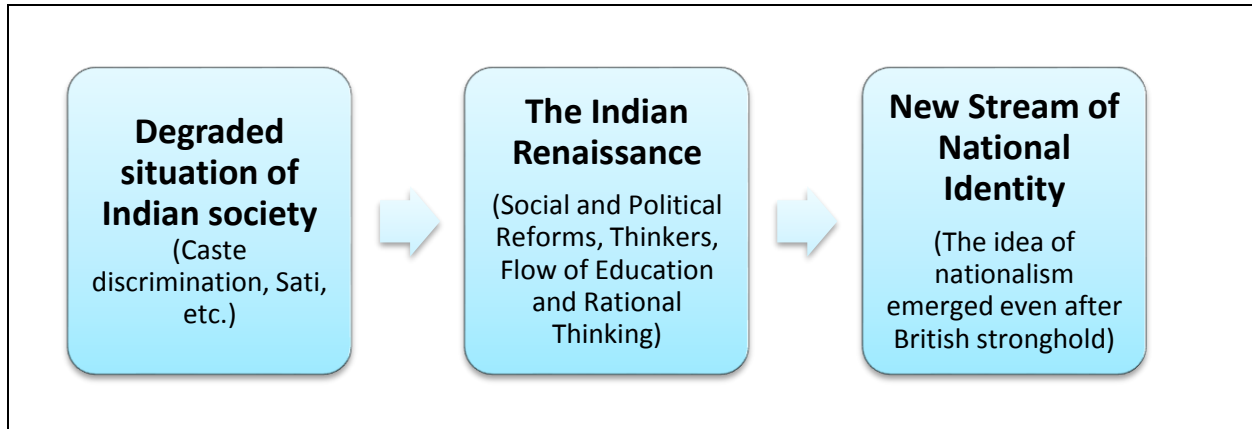 Degraded
situation of
Indian society
(Caste
discrimination, Sati,
etc.)
The Indian
Renaissance
(Social and Political
Reforms, Thinkers,
Flow of Education
and Rational
Thinking)
New Stream of
National
Identity
(The idea of
nationalism
emerged even after
British stronghold)